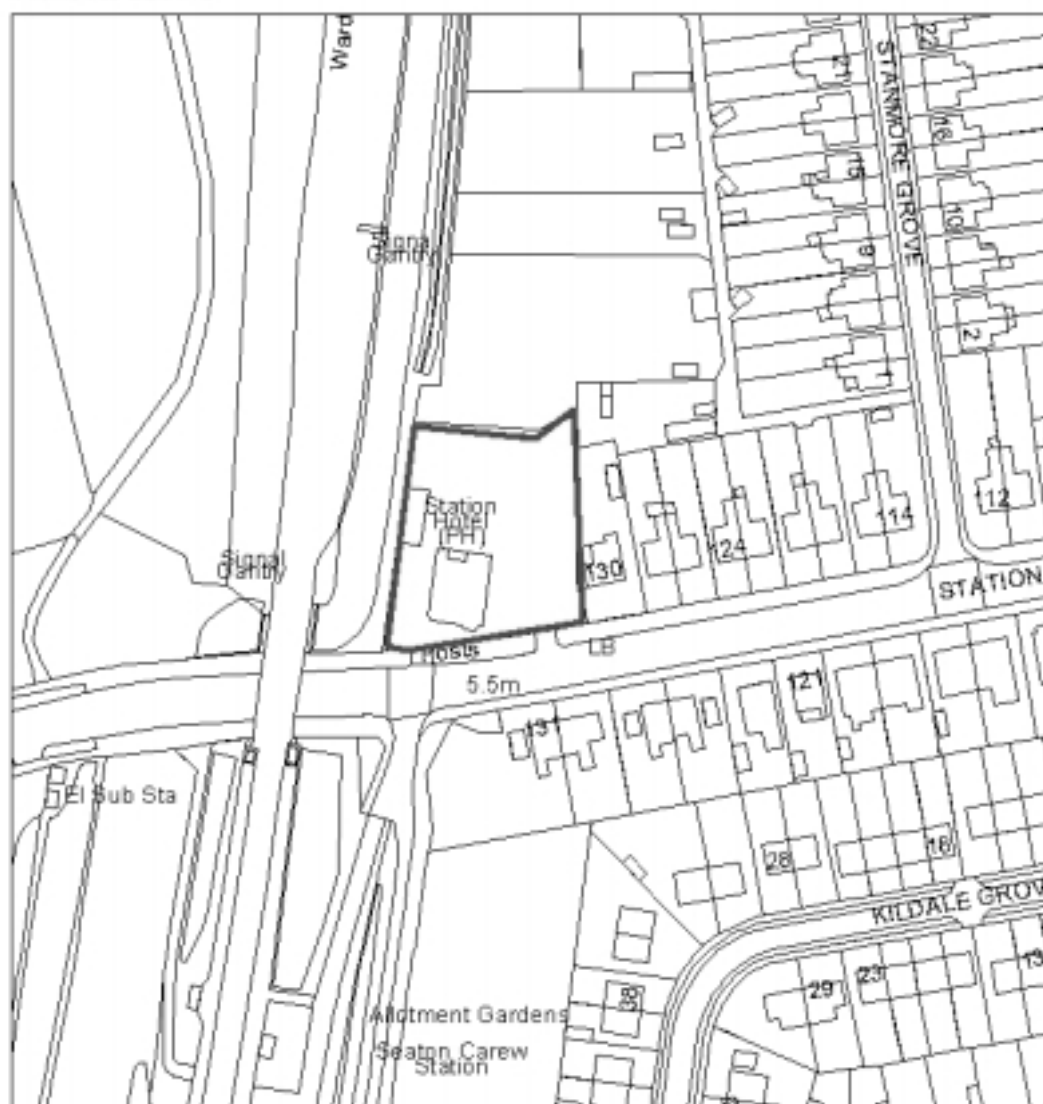 Ward
STANMORE GROVE
22
21
16
15
10
9
2
1
Signal
Gantry
Station
Hotel
(PH)
112
114
124
130
STATION
Signal
Gantry
Posts
5.5m
121
131
El Sub Sta
28
16
KILDALE GROV
38
29
23
13
Allotment Gardens
Seaton Carew
Station